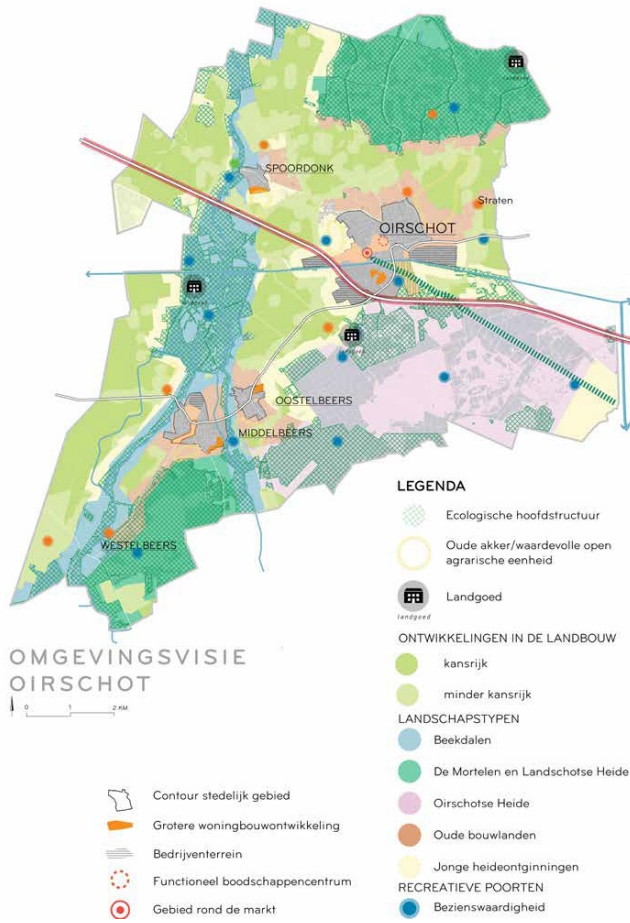 landgoed
SPOORDONK
Straten
OIRSCHOT
OOSTELBEERS
MIDDELBEERS
WESTELBEERS
OMGEVINGSVISIE
OIRSCHOT
0 1 2 KM
LEGENDA
Ecologische hoofdstructuur
Oude akker/waardevolle open
agrarische eenheid
Landgoed
landgoed
ONTWIKKELINGEN IN DE LANDBOUW
kansrijk
minder kansrijk
LANDSCHAPSTYPEN
Beekdalen
De Mortelen en Landschotse Heide
Oirschotse Heide
Oude bouwlanden
Jonge heideontginningen
RECREATIEVE POORTEN
Bezienswaardigheid
Contour stedelijk gebied
Grotere woningbouwontwikkeling
Bedrijventerrein
Functioneel boodschappencentrum
Gebied rond de markt